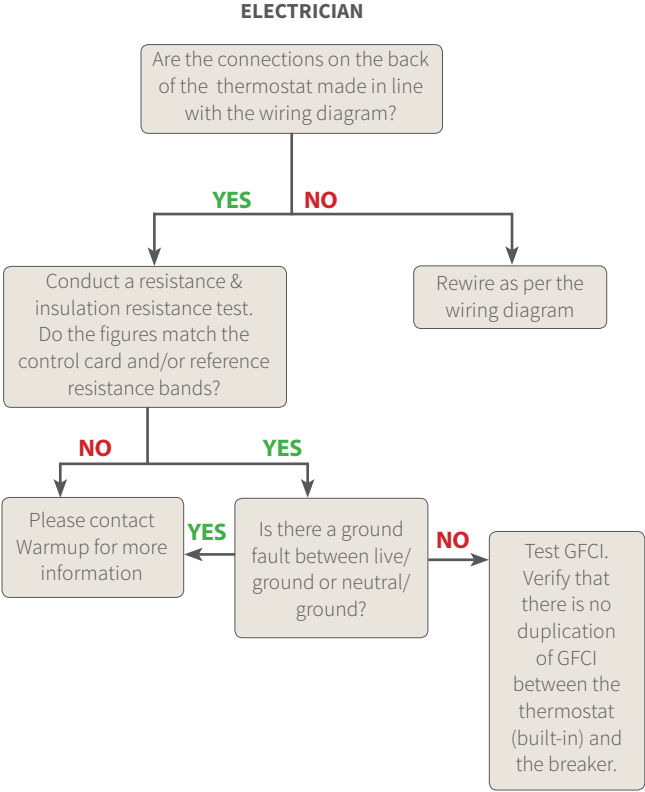 ELECTRICIAN
Are the connections on the back
of the thermostat made in line
with the wiring diagram?
YES
NO
Conduct a resistance &
insulation resistance test.
Do the figures match the
control card and/or reference
resistance bands?
Rewire as per the
wiring diagram
NO
YES
Please contact
Warmup for more
information
YES
Is there a ground
fault between live/
ground or neutral/
ground?
NO
Test GFCI.
Verify that
there is no
duplication
of GFCI
between the
thermostat
(built-in) and
the breaker.